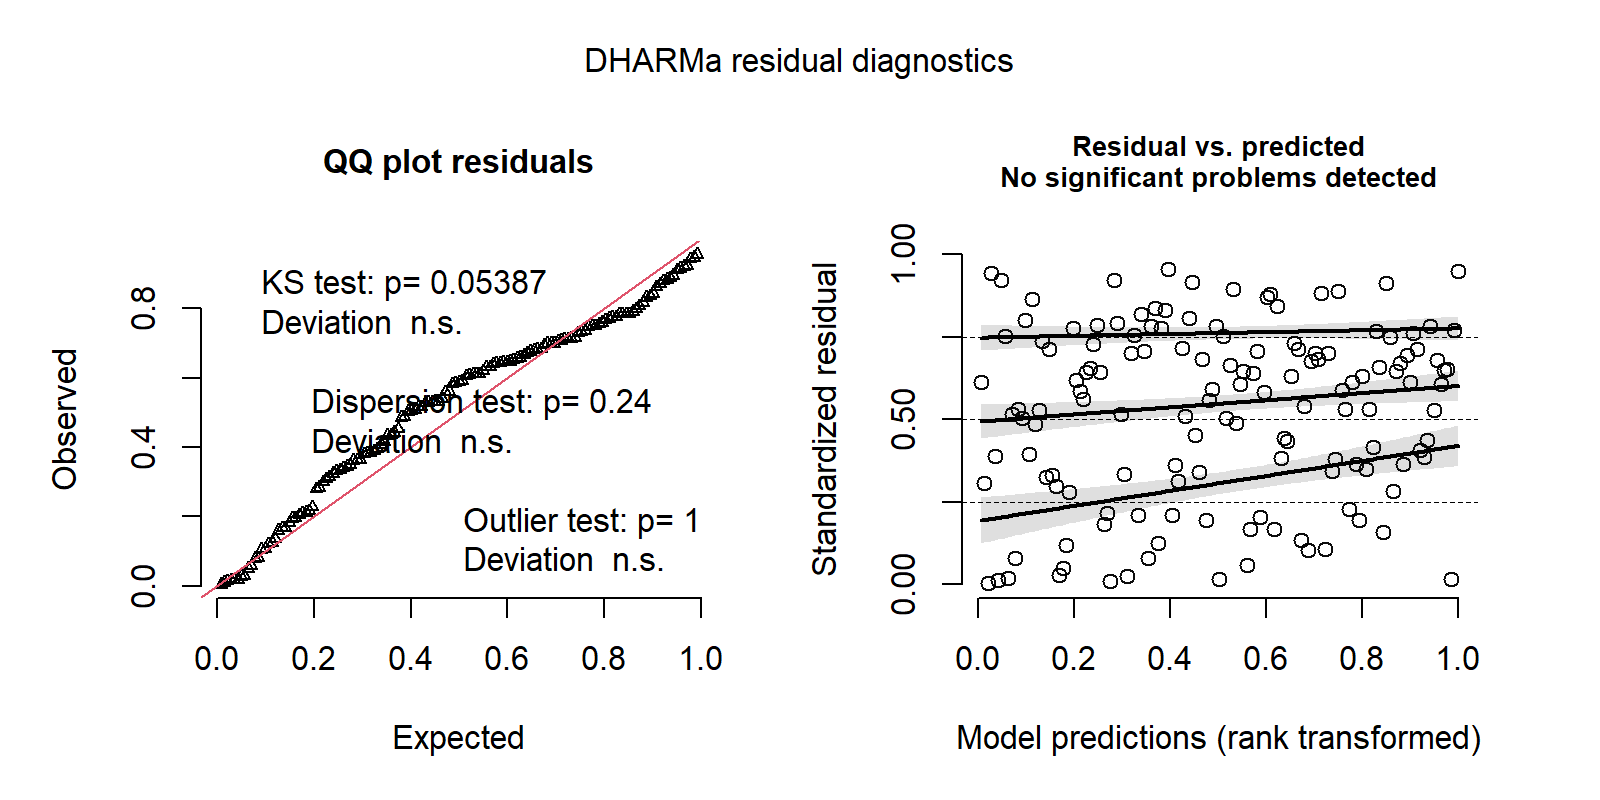 DHARMa residual diagnostics
QQ plot residuals
KS test: p= 0.05387
Deviation  n.s.
Dispersion test: p= 0.24
Deviation  n.s.
Outlier test: p= 1
Deviation  n.s.
Observed
0.0 0.4 0.8
0.0 0.2 0.4 0.6 0.8 1.0
Expected
Residual vs. predicted
No significant problems detected
Standardized residual
0.00 0.50 1.00
0.0 0.2 0.4 0.6 0.8 1.0
Model predictions (rank transformed)